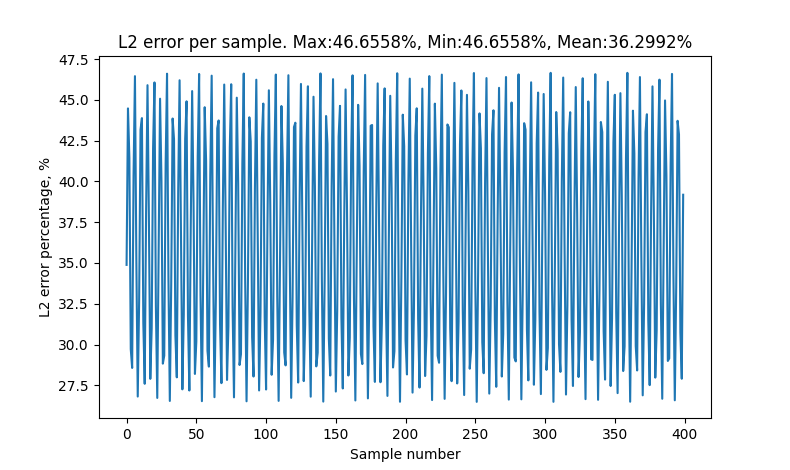 L2 error per sample. Max:46.6558%, Min:46.6558%, Mean:36.2992%
47.5
45.0
42.5
40.0
37.5
35.0
32.5
30.0
27.5
L2 error percentage, %
0 50 100 150 200 250 300 350 400
Sample number